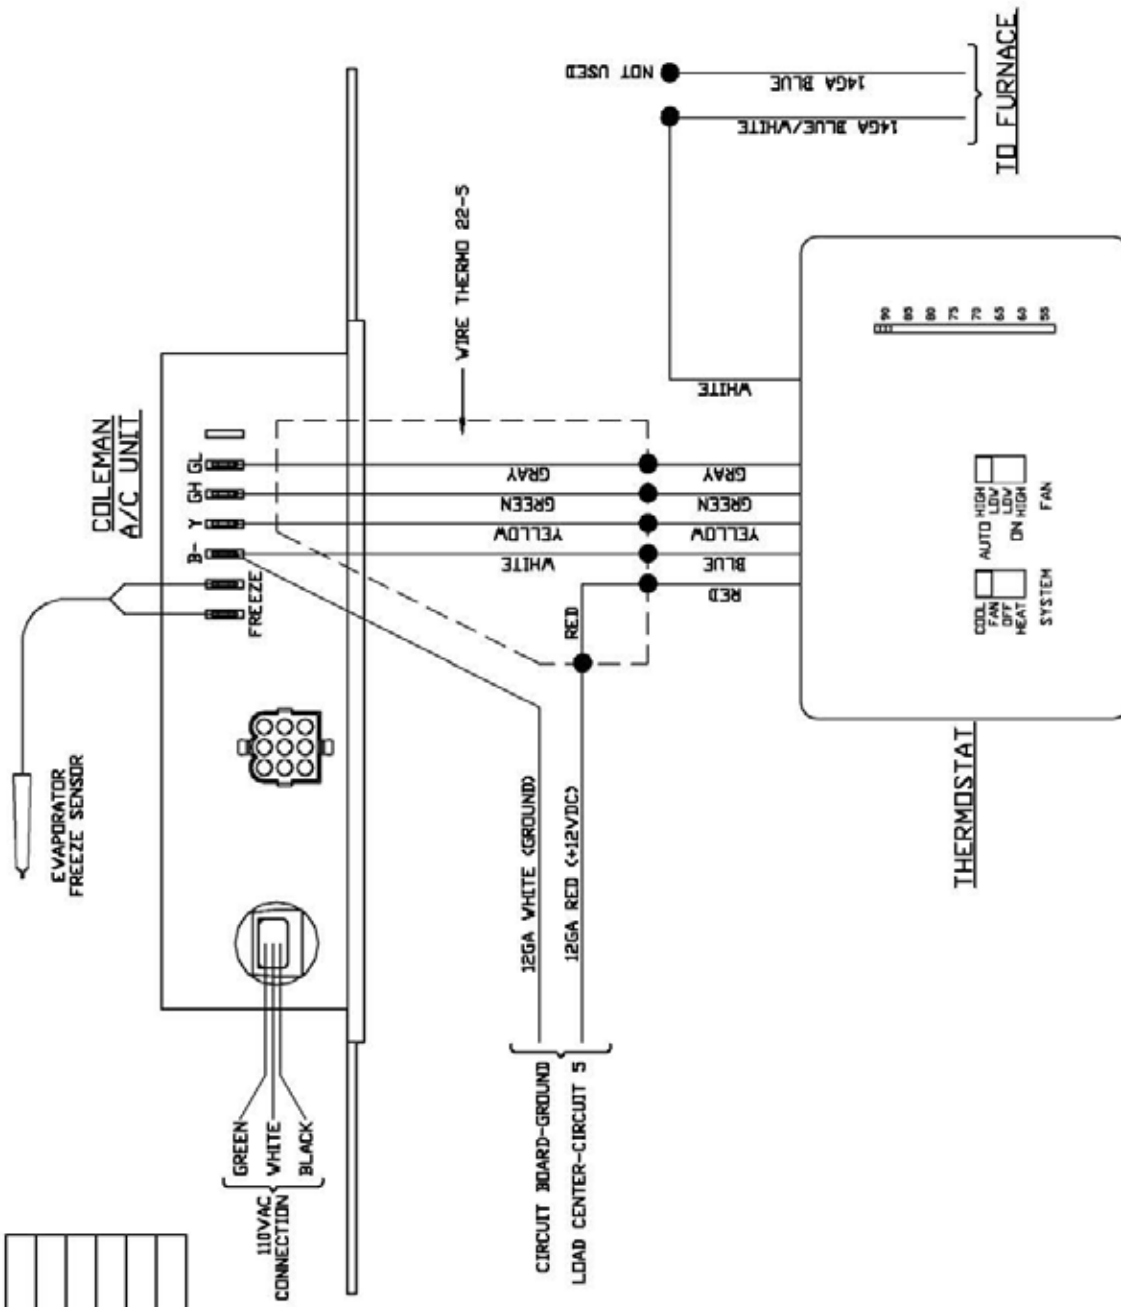 COLEMAN
A/C UNIT
EVAPORATOR
FREEZE SENSOR
FREEZE
B-
Y
GH
GL
GREEN
WHITE
BLACK
110VAC
CONNECTION
WIRE THERMO 22-5
GRAY
GREEN
YELLOW
WHITE
RED
GRAY
GREEN
YELLOW
BLUE
RED
WHITE
12GA WHITE (GROUND)
12GA RED (+12VDC)
CIRCUIT BOARD-GROUND
LOAD CENTER-CIRCUIT 5
NOT USED
14GA BLUE
14GA BLUE/WHITE
TO FURNACE
THERMOSTAT
COOL
FAN
OFF
HEAT
SYSTEM
AUTO HIGH
LOW
LOW
ON HIGH
FAN
90
85
80
75
70
65
60
55